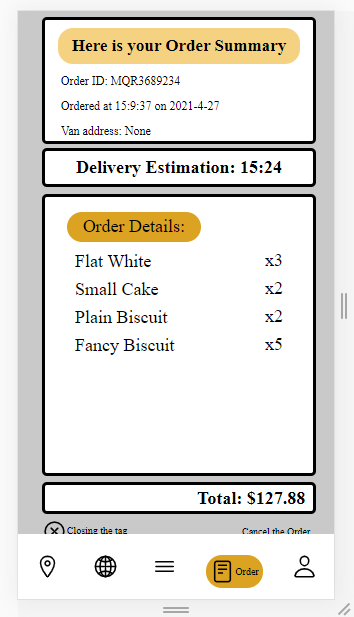 Here is your Order Summary
Order ID: MQR3689234
Ordered at 15:9:37 on 2021-4-27
Van address: None
Delivery Estimation: 15:24
Order Details:
Flat White x3
Small Cake x2
Plain Biscuit x2
Fancy Biscuit x5
Total: $127.88
Closing the tag Cancel the Order
Order